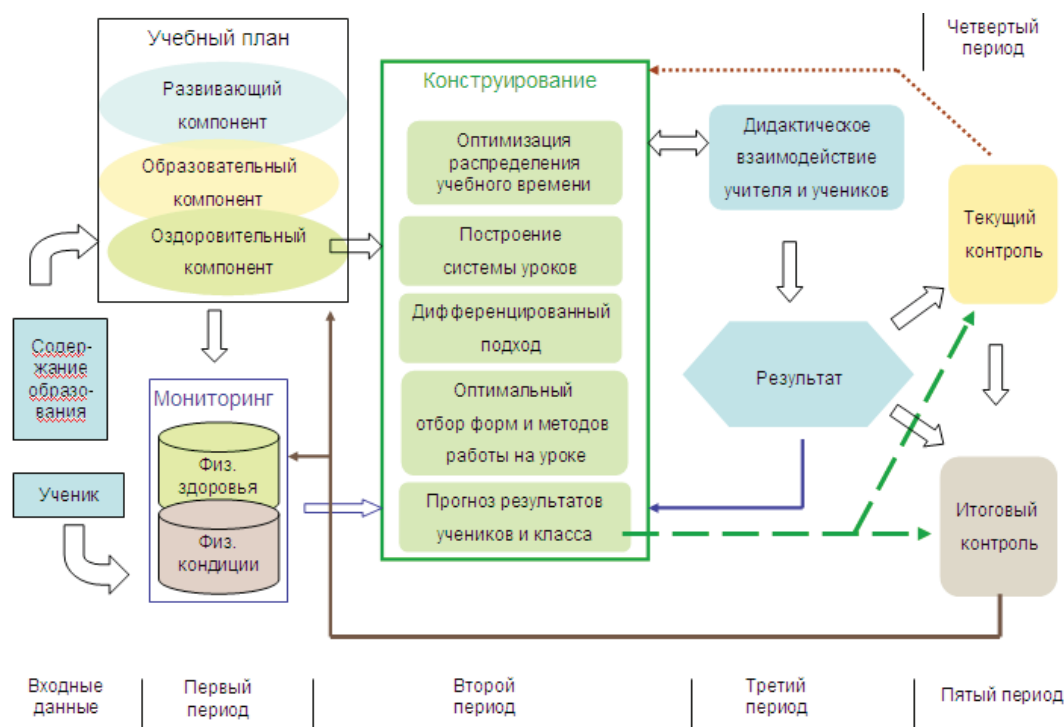 Учебный план
Развивающий
компонент
Образовательный
компонент
Оздоровительный
компонент
Содер-
жание
образо-
вания
Ученик
Мониторинг
Физ.
здоровья
Физ.
кондиции
Конструирование
Оптимизация
распределения
учебного времени
Построение
системы уроков
Дифференцированный
подход
Оптимальный
отбор форм и методов
работы на уроке
Прогноз результатов
учеников и класса
Дидактическое
взаимодействие
учителя и учеников
Результат
Четвертый
период
Текущий
контроль
Итоговый
контроль
Входные
данные
Первый
период
Второй
период
Третий
период
Пятый период